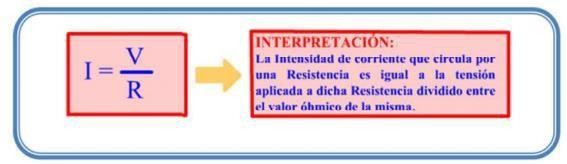 I = V/R
INTERPRETACIÓN:
La Intensidad de corriente que circula por
una Resistencia es igual a la tensión
aplicada a dicha Resistencia dividido entre
el valor óhmico de la misma.